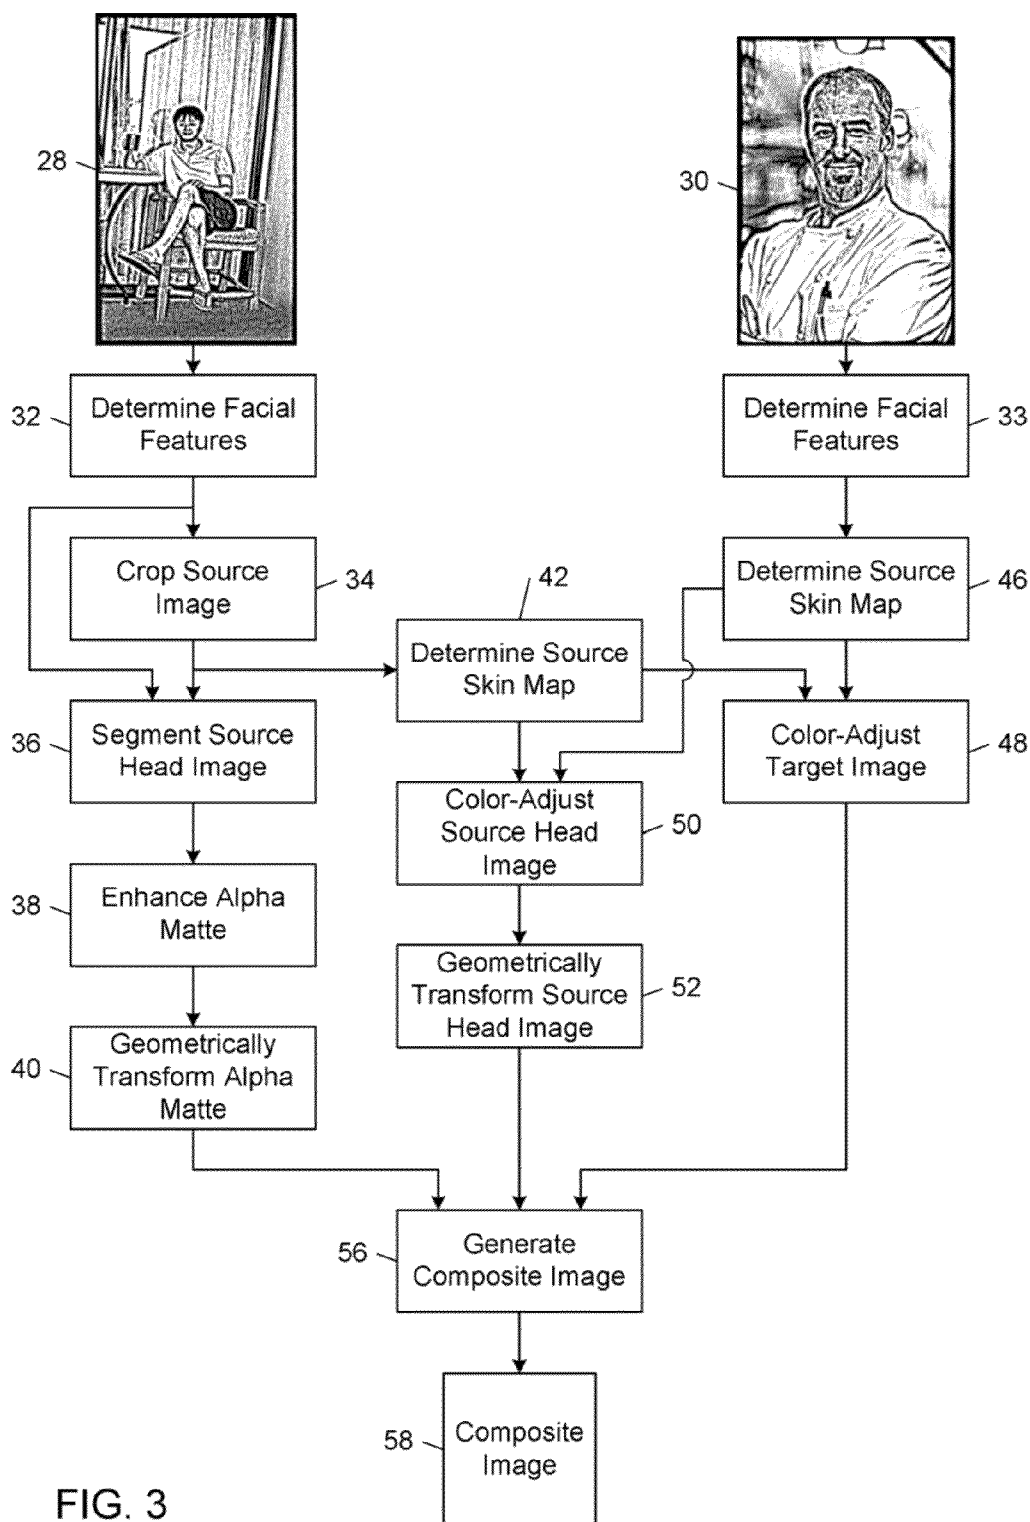 28
30
Determine Facial
Features
32
Determine Facial
Features
33
Crop Source
Image
34
42
Determine Source
Skin Map
46
Determine Source
Skin Map
Segment Source
Head Image
36
Color-Adjust
Target Image
48
Color-Adjust
Source Head
Image
50
Enhance Alpha
Matte
38
Geometrically
Transform Source
Head Image
52
Geometrically
Transform Alpha
Matte
40
Generate
Composite Image
56
Composite
Image
58
FIG. 3